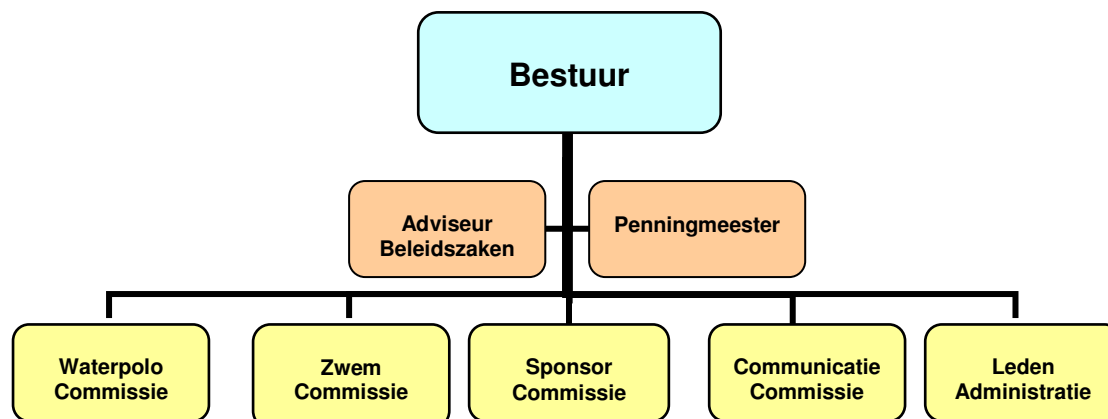 Bestuur
Adviseur
Beleidszaken
Penningmeester
Waterpolo
Commissie
Zwem
Commissie
Sponsor
Commissie
Communicatie
Commissie
Leden
Administratie